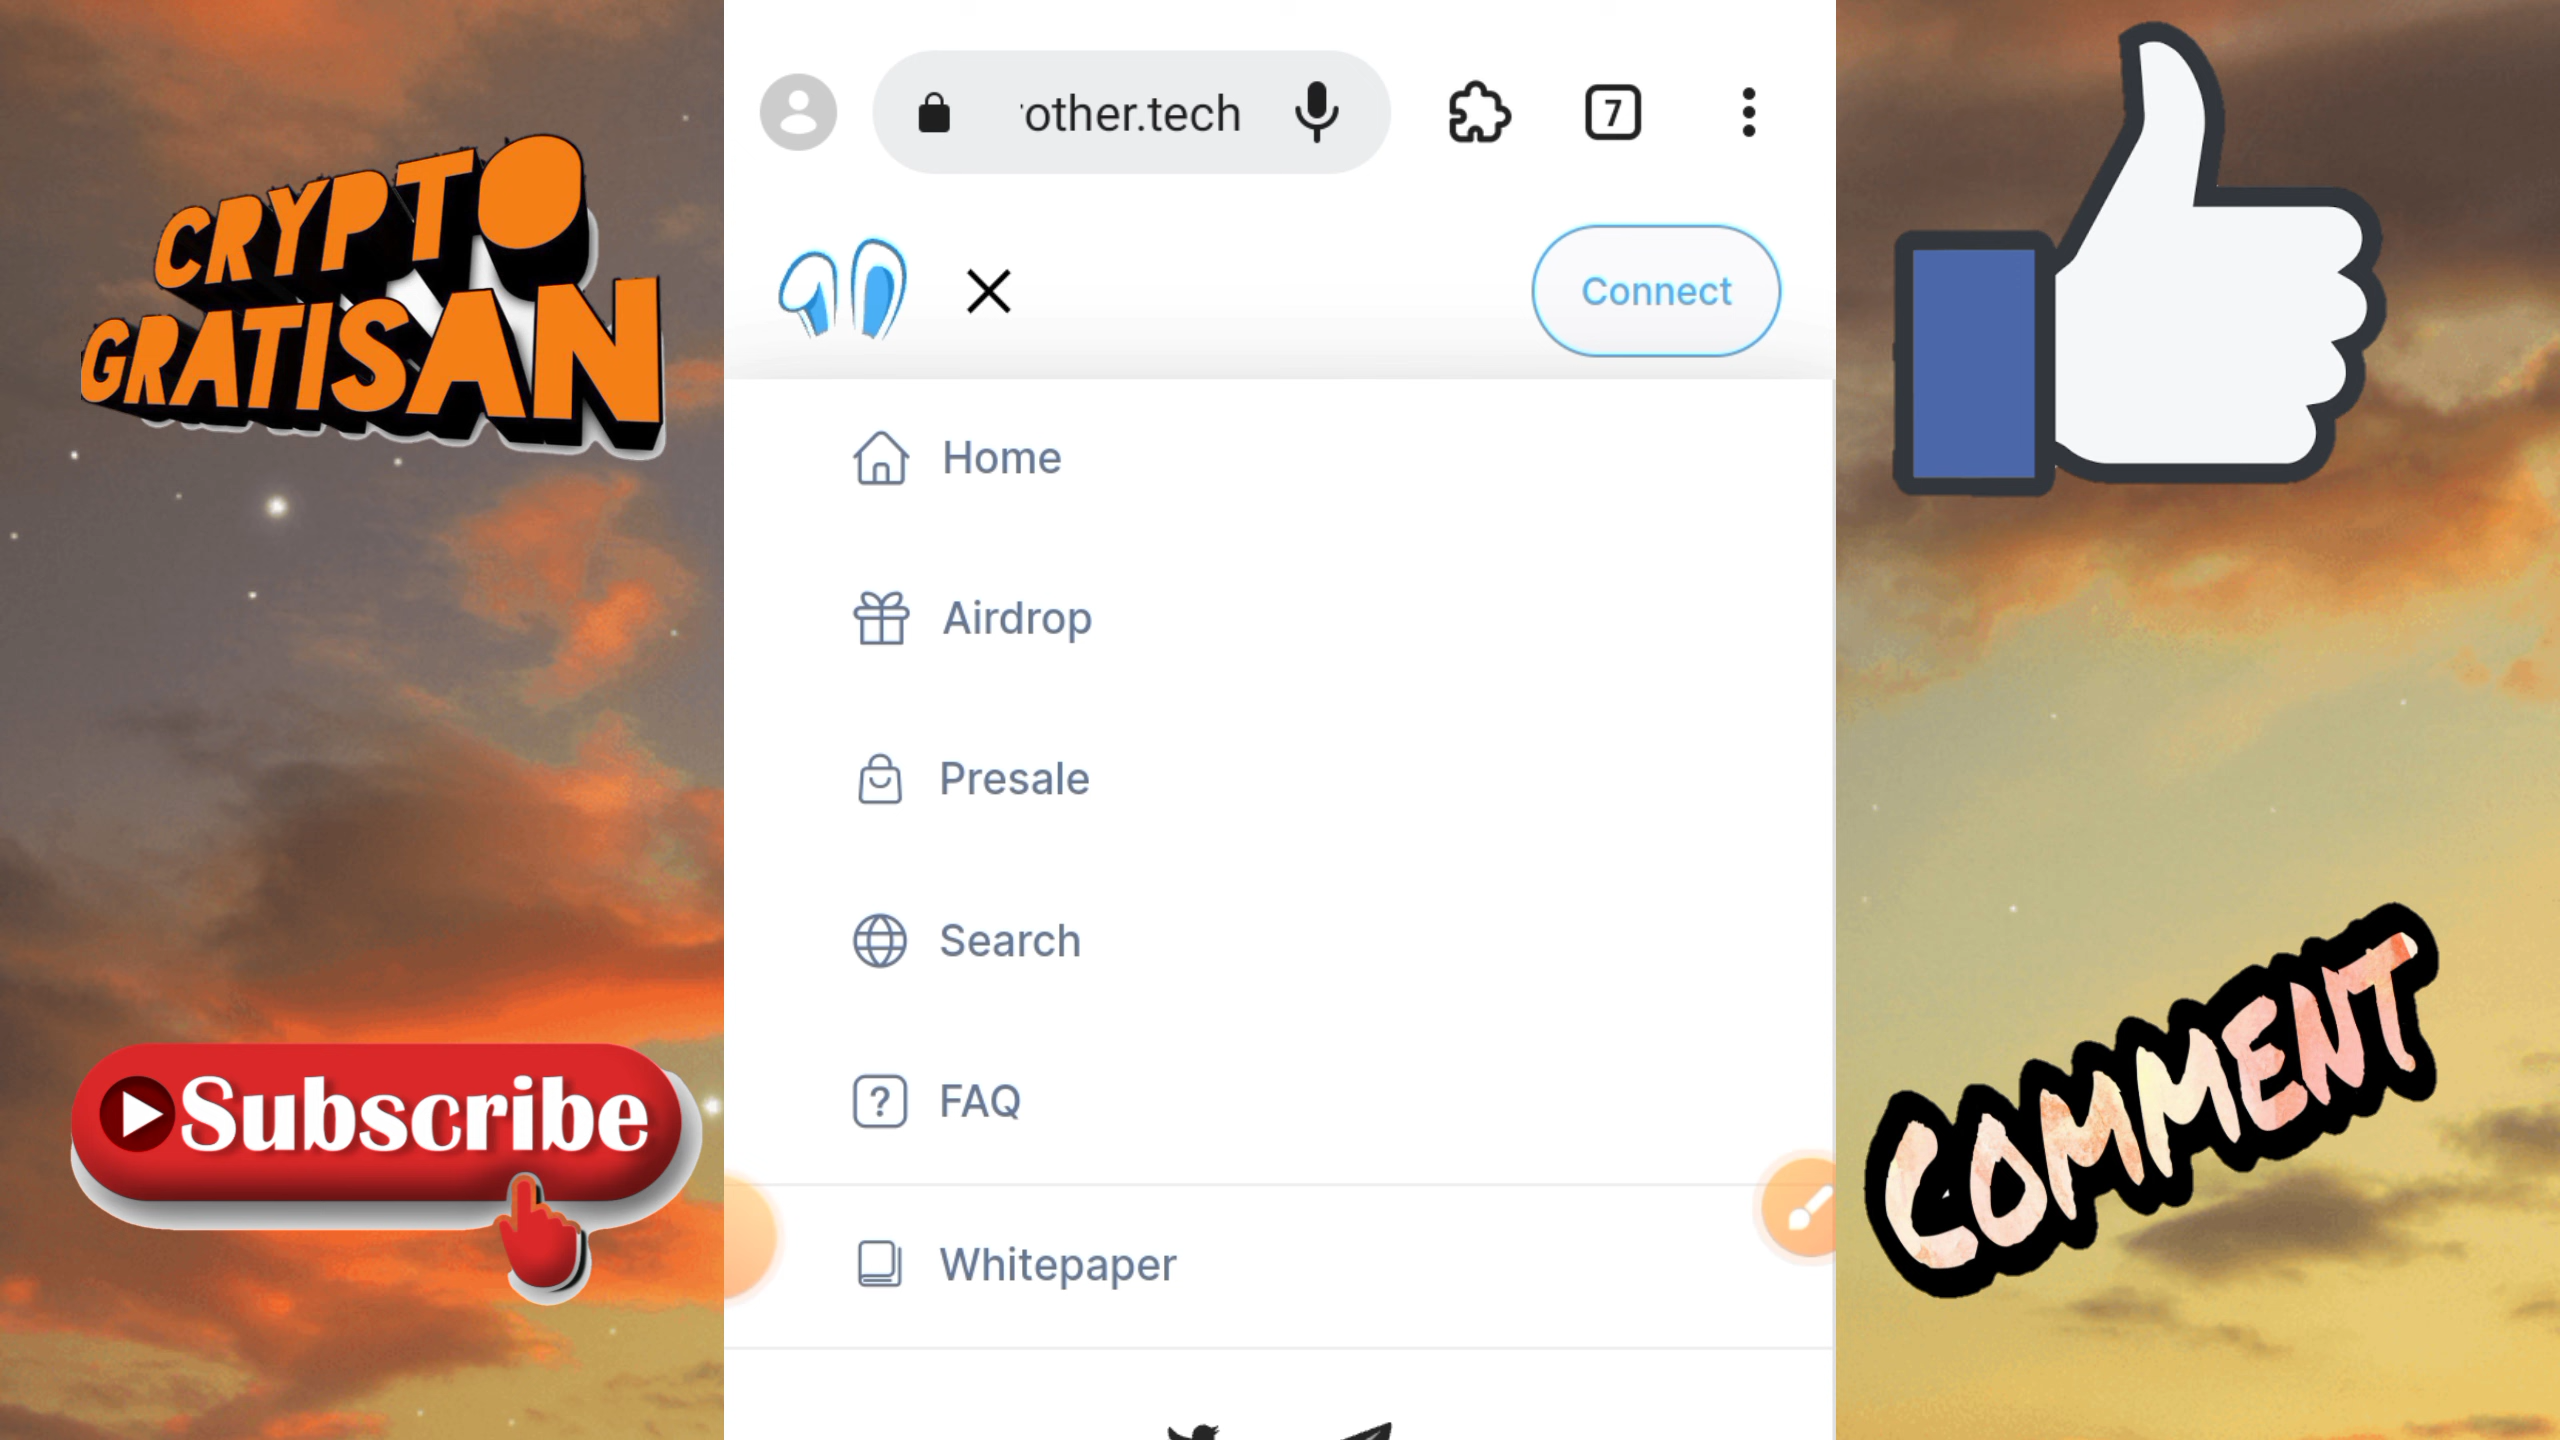 CRYPTO
GRATISAN
Subscribe
other.tech
7
Connect
Home
Airdrop
Presale
Search
FAQ
Whitepaper
COMMENT